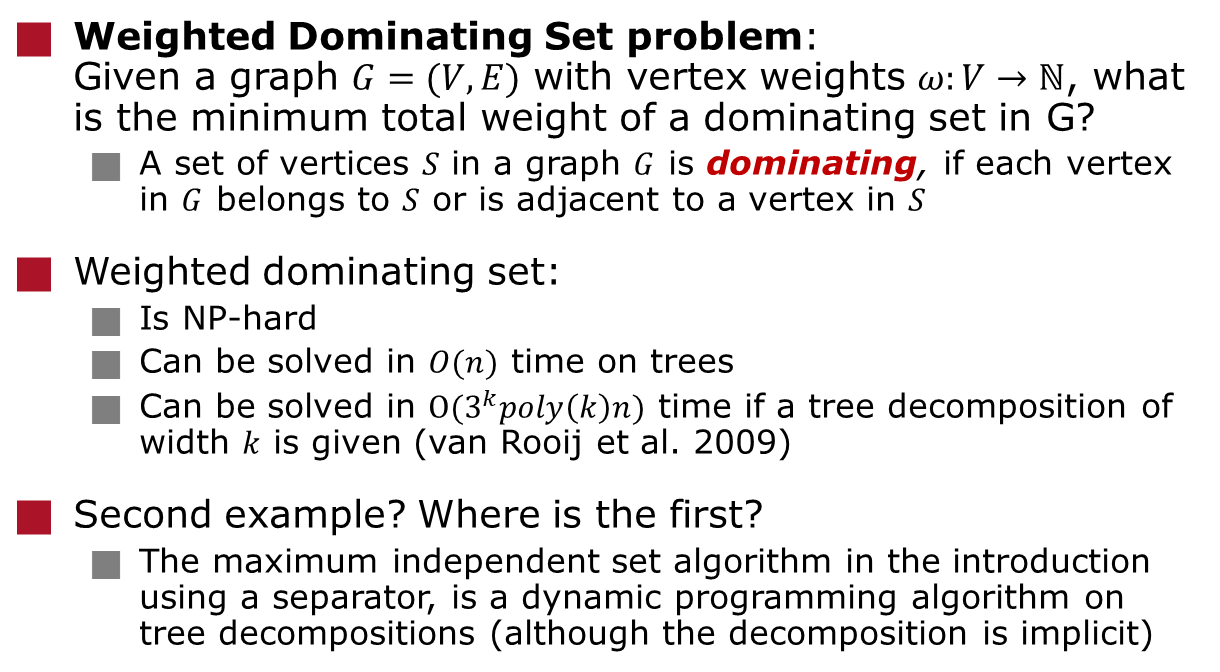 Weighted Dominating Set problem:
Given a graph G = (V, E) with vertex weights ω: V → ℕ, what
is the minimum total weight of a dominating set in G?
A set of vertices S in a graph G is dominating, if each vertex
in G belongs to S or is adjacent to a vertex in S
Weighted dominating set:
Is NP-hard
Can be solved in O(n) time on trees
Can be solved in O(3^k poly(k)n) time if a tree decomposition of
width k is given (van Rooij et al. 2009)
Second example? Where is the first?
The maximum independent set algorithm in the introduction
using a separator, is a dynamic programming algorithm on
tree decompositions (although the decomposition is implicit)